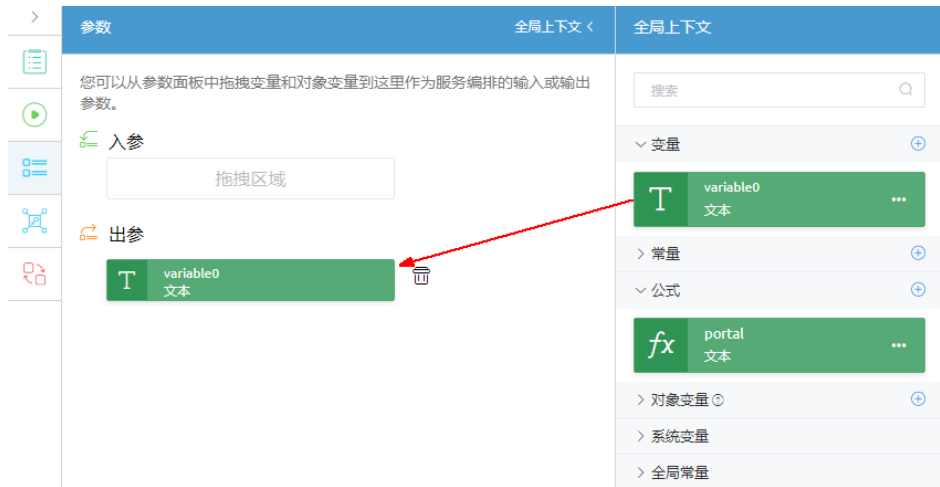 参数
全局上下文 <
您可以从参数面板中拖拽变量和对象变量到这里作为服务编排的输入或输出
参数。
入参
拖拽区域
出参
T
variable0
文本
全局上下文
搜索
变量
T
variable0
文本
常量
公式
fx
portal
文本
对象变量
系统变量
全局常量